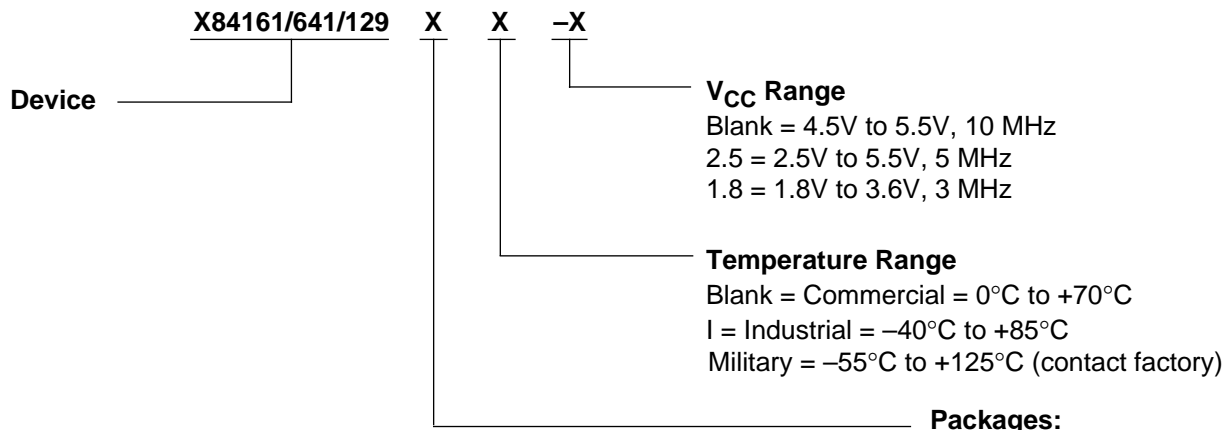 X84161/641/129 X X –X
Device
VCC Range
Blank = 4.5V to 5.5V, 10 MHz
2.5 = 2.5V to 5.5V, 5 MHz
1.8 = 1.8V to 3.6V, 3 MHz
Temperature Range
Blank = Commercial = 0°C to +70°C
I = Industrial = –40°C to +85°C
Military = –55°C to +125°C (contact factory)
Packages: